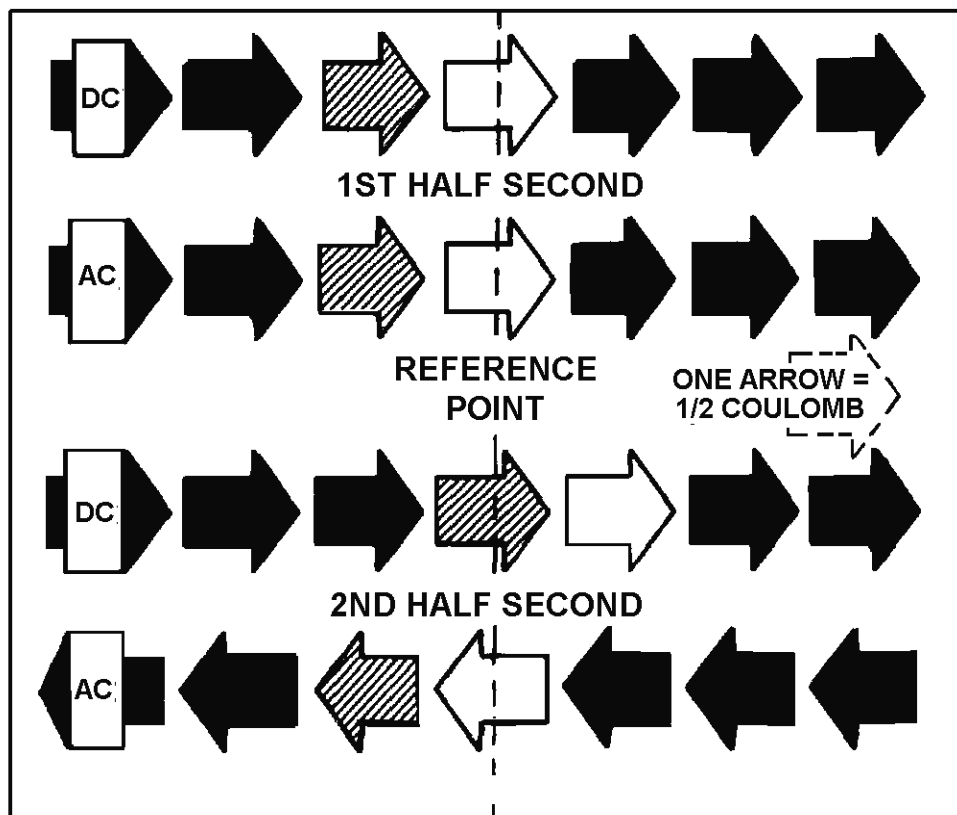 DC
1ST HALF SECOND
AC
REFERENCE
POINT
ONE ARROW =
1/2 COULOMB
DC
2ND HALF SECOND
AC